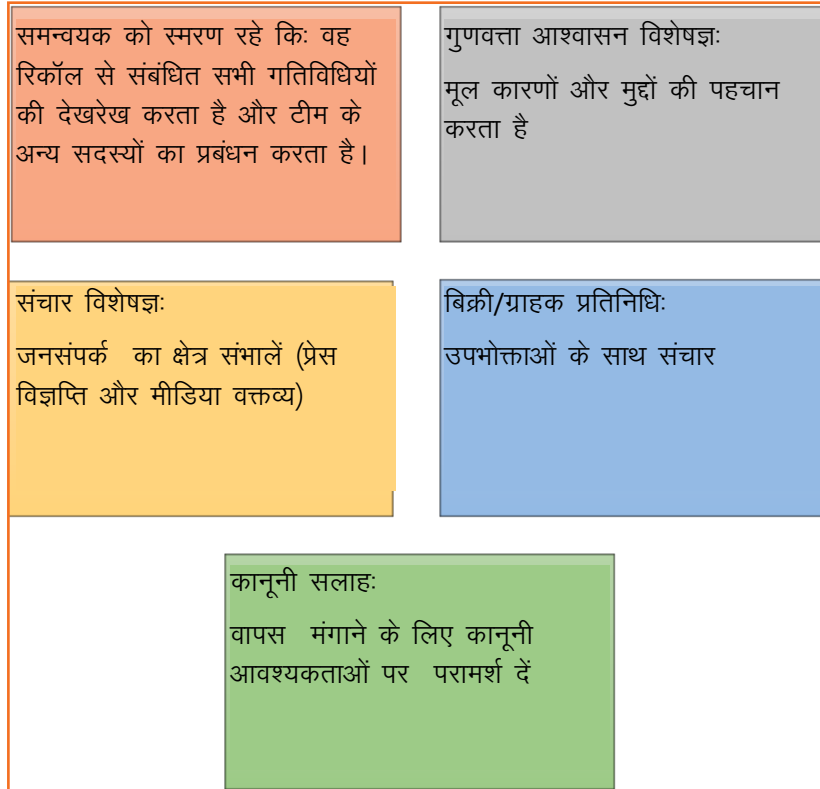 समन्वयक को स्मरण रहे किः वह
रिकॉल से संबंधित सभी गतिविधियों
की देखरेख करता है और टीम के
अन्य सदस्यों का प्रबंधन करता है।
गुणवत्ता आश्वासन विशेषज्ञः
मूल कारणों और मुद्दों की पहचान
करता है
संचार विशेषज्ञः
जनसंपर्क का क्षेत्र संभालें (प्रेस
विज्ञप्ति और मीडिया वक्तव्य)
बिक्री/ग्राहक प्रतिनिधिः
उपभोक्ताओं के साथ संचार
कानूनी सलाहः
वापस मंगाने के लिए कानूनी
आवश्यकताओं पर परामर्श दें